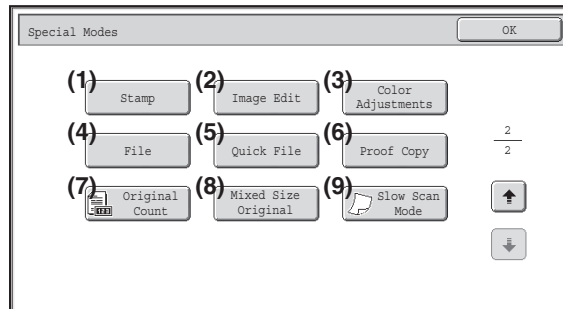 Special Modes
OK
(1) Stamp
(2) Image Edit
(3) Color
Adjustments
(4) File
(5) Quick File
(6) Proof Copy
2
2
(7) Original
Count
123
(8) Mixed Size
Original
(9) Slow Scan
Mode